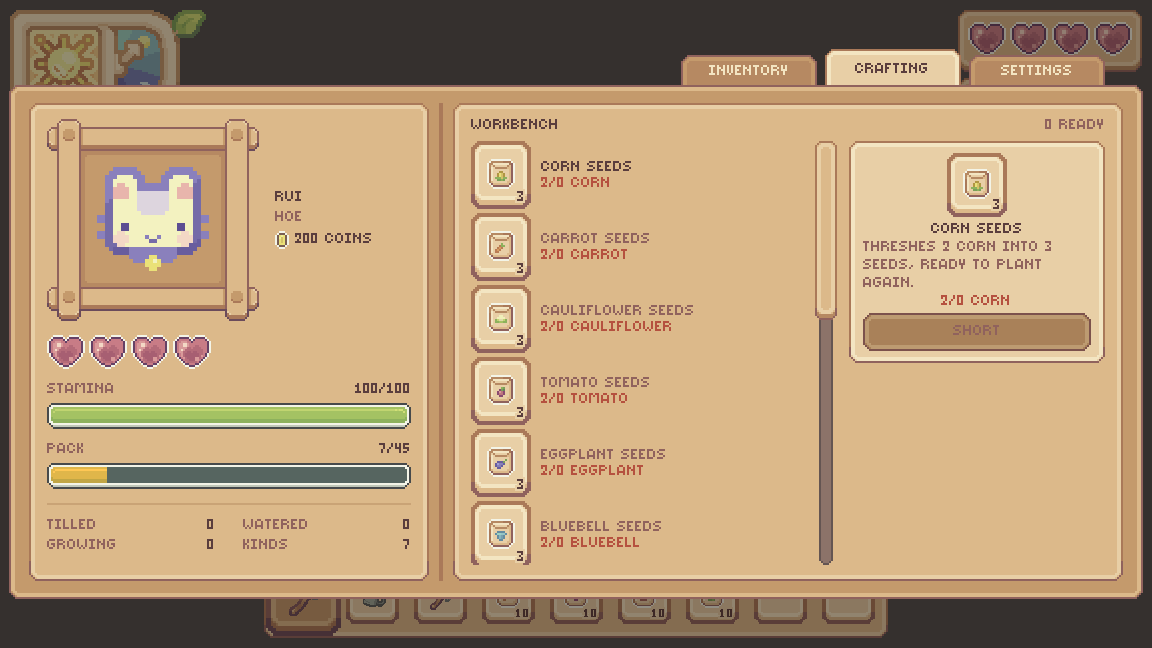 INVENTORY
CRAFTING
SETTINGS
RUI
HOE
200 COINS
STAMINA 100/100
PACK 7/45
TILLED 0 WATERED 0
GROWING 0 KINDS 7
WORKBENCH 0 READY
3
CORN SEEDS
2/0 CORN
3
CARROT SEEDS
2/0 CARROT
3
CAULIFLOWER SEEDS
2/0 CAULIFLOWER
3
TOMATO SEEDS
2/0 TOMATO
3
EGGPLANT SEEDS
2/0 EGGPLANT
3
BLUEBELL SEEDS
2/0 BLUEBELL
3
CORN SEEDS
THRESHES 2 CORN INTO 3
SEEDS, READY TO PLANT
AGAIN.
2/0 CORN
SHORT
10 10 10 10